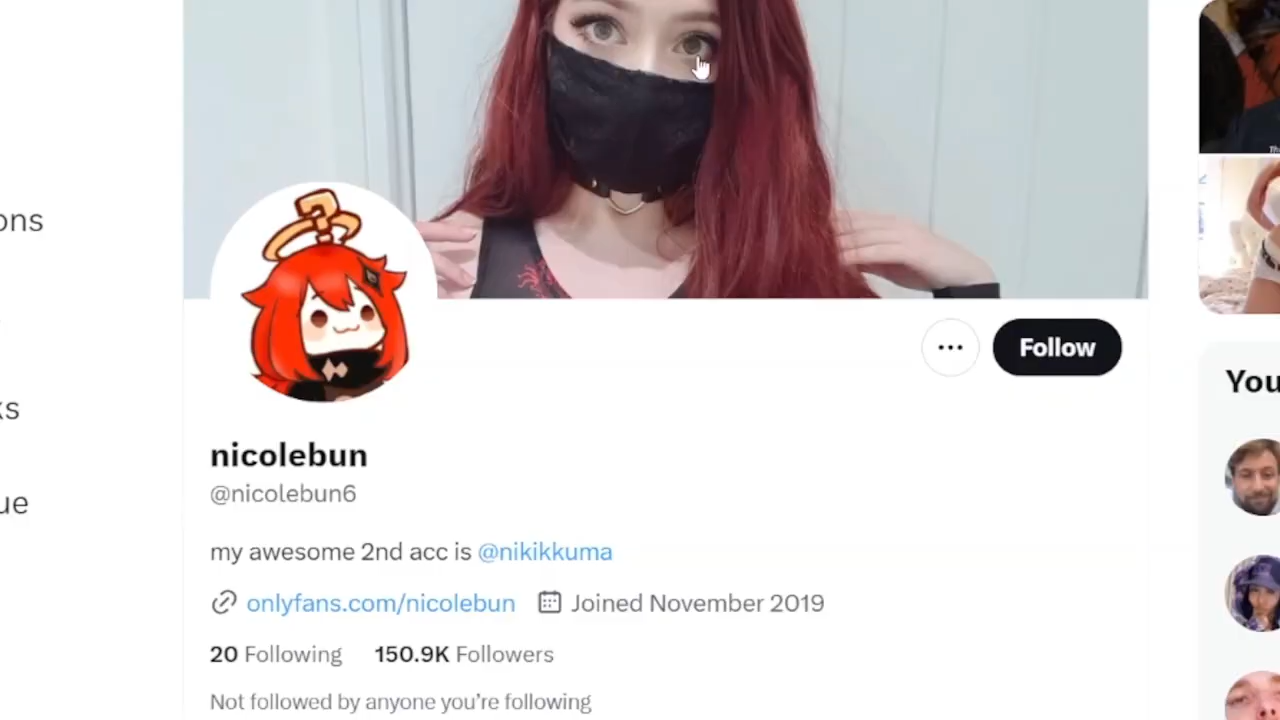 ons
ks
ue
Follow
nicolebun
@nicolebun6
my awesome 2nd acc is @nikikkuma
onlyfans.com/nicolebun Joined November 2019
20 Following 150.9K Followers
Not followed by anyone you’re following
You